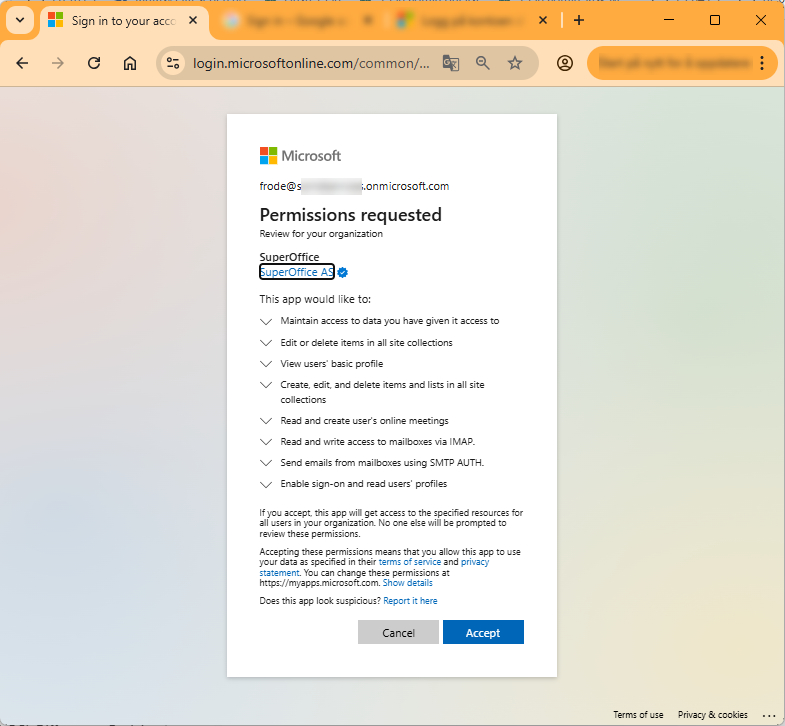 Sign in to your acc
login.microsoftonline.com/common/...
Microsoft
frode@s .onmicrosoft.com
Permissions requested
Review for your organization
SuperOffice
SuperOffice AS
This app would like to:
Maintain access to data you have given it access to
Edit or delete items in all site collections
View users' basic profile
Create, edit, and delete items and lists in all site
collections
Read and create user's online meetings
Read and write access to mailboxes via IMAP.
Send emails from mailboxes using SMTP AUTH.
Enable sign-on and read users' profiles
If you accept, this app will get access to the specified resources for
all users in your organization. No one else will be prompted to
review these permissions.
Accepting these permissions means that you allow this app to use
your data as specified in their terms of service and privacy
statement. You can change these permissions at
https://myapps.microsoft.com. Show details
Does this app look suspicious? Report it here
Cancel Accept
Terms of use Privacy & cookies ...